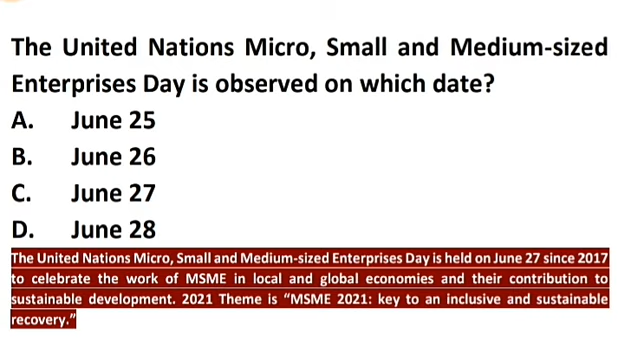 The United Nations Micro, Small and Medium-sized
Enterprises Day is observed on which date?
A. June 25
B. June 26
C. June 27
D. June 28
The United Nations Micro, Small and Medium-sized Enterprises Day is held on June 27 since 2017
to celebrate the work of MSME in local and global economies and their contribution to
sustainable development. 2021 Theme is “MSME 2021: key to an inclusive and sustainable
recovery.”